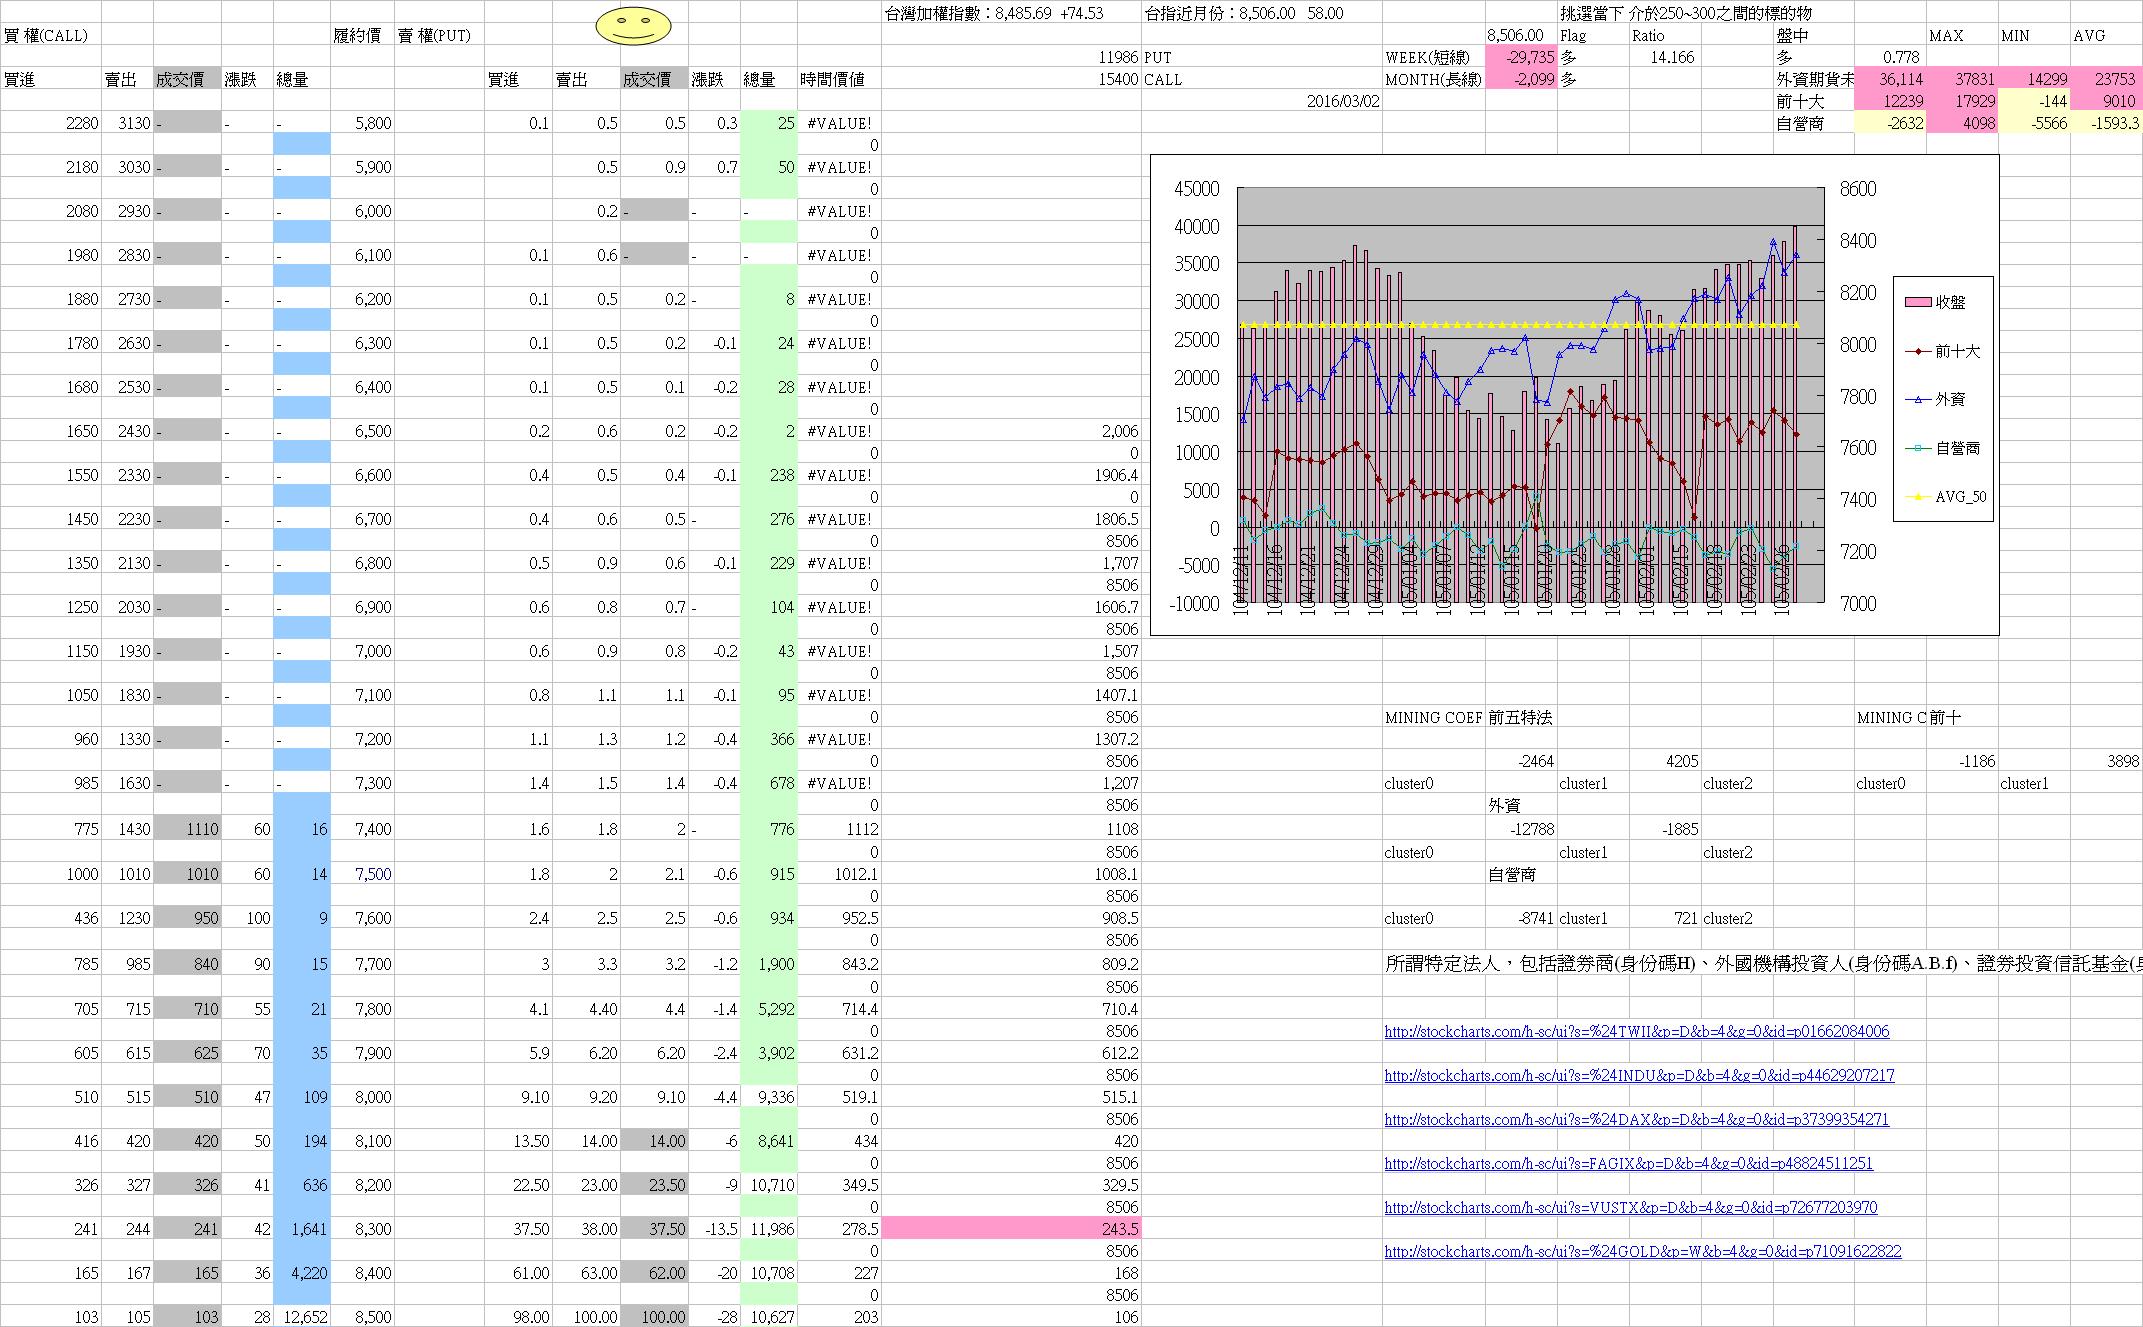 台灣加權指數：8,485.69 +74.53 台指近月份：8,506.00 58.00 挑選當下 介於250~300之間的標的物
買 權(CALL) 履約價 賣 權(PUT) 8,506.00 Flag Ratio 盤中 MAX MIN AVG
11986 PUT WEEK(短線) -29,735 多 14.166 多 0.778
買進 賣出 成交價 漲跌 總量 買進 賣出 成交價 漲跌 總量 時間價值 15400 CALL MONTH(長線) -2,099 多 外資期貨未 36,114 37831 14299 23753
2016/03/02 前十大 12239 17929 -144 9010
2280 3130 - - - 5,800 0.1 0.5 0.5 0.3 25 #VALUE! 自營商 -2632 4098 -5566 -1593.3
0
2180 3030 - - - 5,900 0.5 0.9 0.7 50 #VALUE!
0
2080 2930 - - - 6,000 0.2 - - - #VALUE!
0
1980 2830 - - - 6,100 0.1 0.6 - - - #VALUE!
0
1880 2730 - - - 6,200 0.1 0.5 0.2 - 8 #VALUE!
0
1780 2630 - - - 6,300 0.1 0.5 0.2 -0.1 24 #VALUE!
0
1680 2530 - - - 6,400 0.1 0.5 0.1 -0.2 28 #VALUE!
0
1650 2430 - - - 6,500 0.2 0.6 0.2 -0.2 2 #VALUE! 2,006
0 0
1550 2330 - - - 6,600 0.4 0.5 0.4 -0.1 238 #VALUE! 1906.4
0 0
1450 2230 - - - 6,700 0.4 0.6 0.5 - 276 #VALUE! 1806.5
0 8506
1350 2130 - - - 6,800 0.5 0.9 0.6 -0.1 229 #VALUE! 1,707
0 8506
1250 2030 - - - 6,900 0.6 0.8 0.7 - 104 #VALUE! 1606.7
0 8506
1150 1930 - - - 7,000 0.6 0.9 0.8 -0.2 43 #VALUE! 1,507
0 8506
1050 1830 - - - 7,100 0.8 1.1 1.1 -0.1 95 #VALUE! 1407.1
0 8506
960 1330 - - - 7,200 1.1 1.3 1.2 -0.4 366 #VALUE! 1307.2
0 8506
985 1630 - - - 7,300 1.4 1.5 1.4 -0.4 678 #VALUE! 1,207
0 8506
775 1430 1110 60 16 7,400 1.6 1.8 2 - 776 1112 1108
0 8506
1000 1010 1010 60 14 7,500 1.8 2 2.1 -0.6 915 1012.1 1008.1
0 8506
436 1230 950 100 9 7,600 2.4 2.5 2.5 -0.6 934 952.5 908.5
0 8506
785 985 840 90 15 7,700 3 3.3 3.2 -1.2 1,900 843.2 809.2
0 8506
705 715 710 55 21 7,800 4.1 4.40 4.4 -1.4 5,292 714.4 710.4
0 8506
605 615 625 70 35 7,900 5.9 6.20 6.20 -2.4 3,902 631.2 612.2
0 8506
510 515 510 47 109 8,000 9.10 9.20 9.10 -4.4 9,336 519.1 515.1
0 8506
416 420 420 50 194 8,100 13.50 14.00 14.00 -6 8,641 434 420
0 8506
326 327 326 41 636 8,200 22.50 23.00 23.50 -9 10,710 349.5 329.5
0 8506
241 244 241 42 1,641 8,300 37.50 38.00 37.50 -13.5 11,986 278.5 243.5
0 8506
165 167 165 36 4,220 8,400 61.00 63.00 62.00 -20 10,708 227 168
0 8506
103 105 103 28 12,652 8,500 98.00 100.00 100.00 -28 10,627 203 106
45000 8600
40000 8400
35000
30000 8200
25000 8000
20000 7800
15000
10000 7600
5000 7400
0
-5000 7200
-10000 7000
104/12/11 104/12/16 104/12/21 104/12/24 104/12/29 105/01/04 105/01/07 105/01/12 105/01/15 105/01/20 105/01/25 105/01/28 105/02/01 105/02/15 105/02/18 105/02/23 105/02/26
收盤
前十大
外資
自營商
AVG_50
MINING COEF 前五特法 MINING C 前十
-2464 4205 -1186 3898
cluster0 cluster1 cluster2 cluster0 cluster1
外資
-12788 -1885
cluster0 cluster1 cluster2
自營商
cluster0 -8741 cluster1 721 cluster2
所謂特定法人，包括證券商(身份碼H)、外國機構投資人(身份碼A.B.f)、證券投資信託基金(
http://stockcharts.com/h-sc/ui?s=%24TWII&p=D&b=4&g=0&id=p01662084006
http://stockcharts.com/h-sc/ui?s=%24INDU&p=D&b=4&g=0&id=p44629207217
http://stockcharts.com/h-sc/ui?s=%24DAX&p=D&b=4&g=0&id=p37399354271
http://stockcharts.com/h-sc/ui?s=FAGIX&p=D&b=4&g=0&id=p48824511251
http://stockcharts.com/h-sc/ui?s=VUSTX&p=D&b=4&g=0&id=p72677203970
http://stockcharts.com/h-sc/ui?s=%24GOLD&p=W&b=4&g=0&id=p71091622822